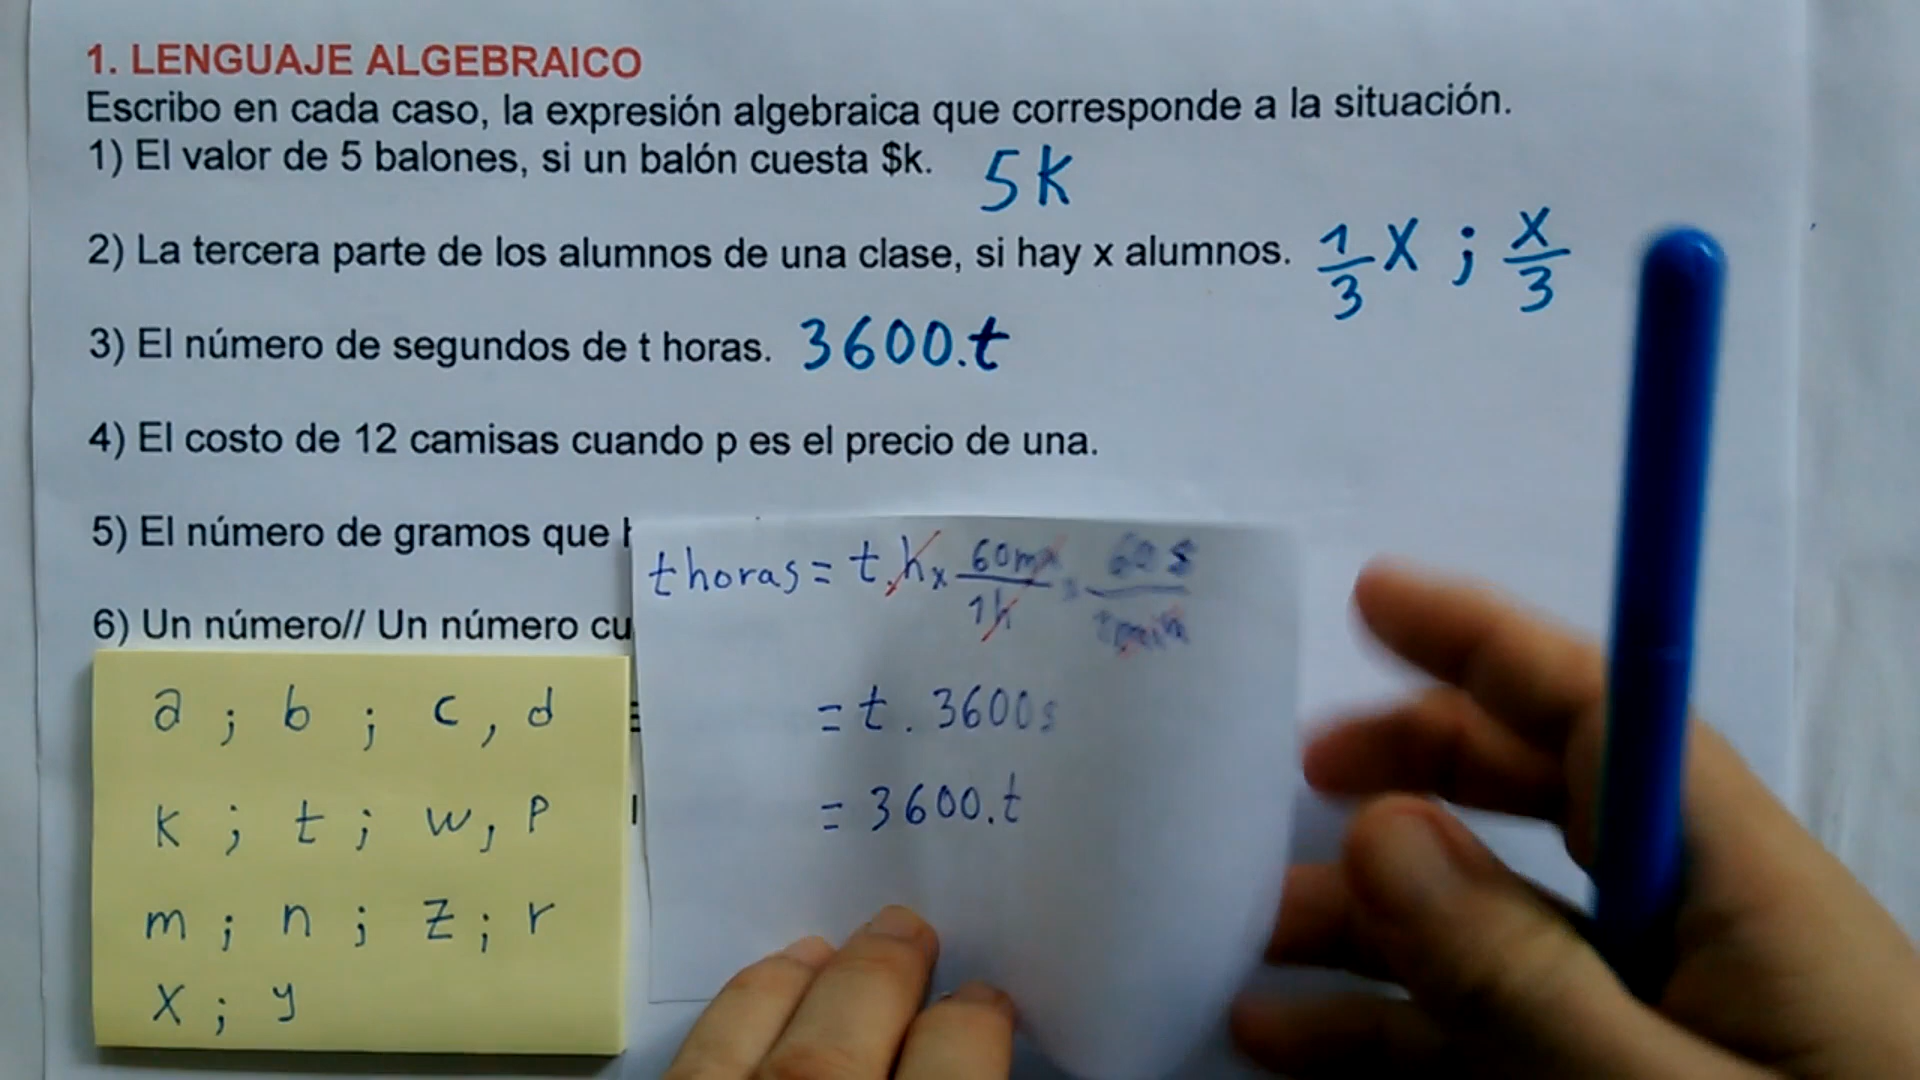 1. LENGUAJE ALGEBRAICO
Escribo en cada caso, la expresión algebraica que corresponde a la situación.
1) El valor de 5 balones, si un balón cuesta $k. 5K
2) La tercera parte de los alumnos de una clase, si hay x alumnos. 1/3 X ; X/3
3) El número de segundos de t horas. 3600.t
4) El costo de 12 camisas cuando p es el precio de una.
5) El número de gramos que
6) Un número// Un número cu
t horas = t.h x 60min/1h x 60s/1min
= t . 3600s
= 3600.t
a ; b ; c , d
k ; t ; w , p
m ; n ; z ; r
x ; y